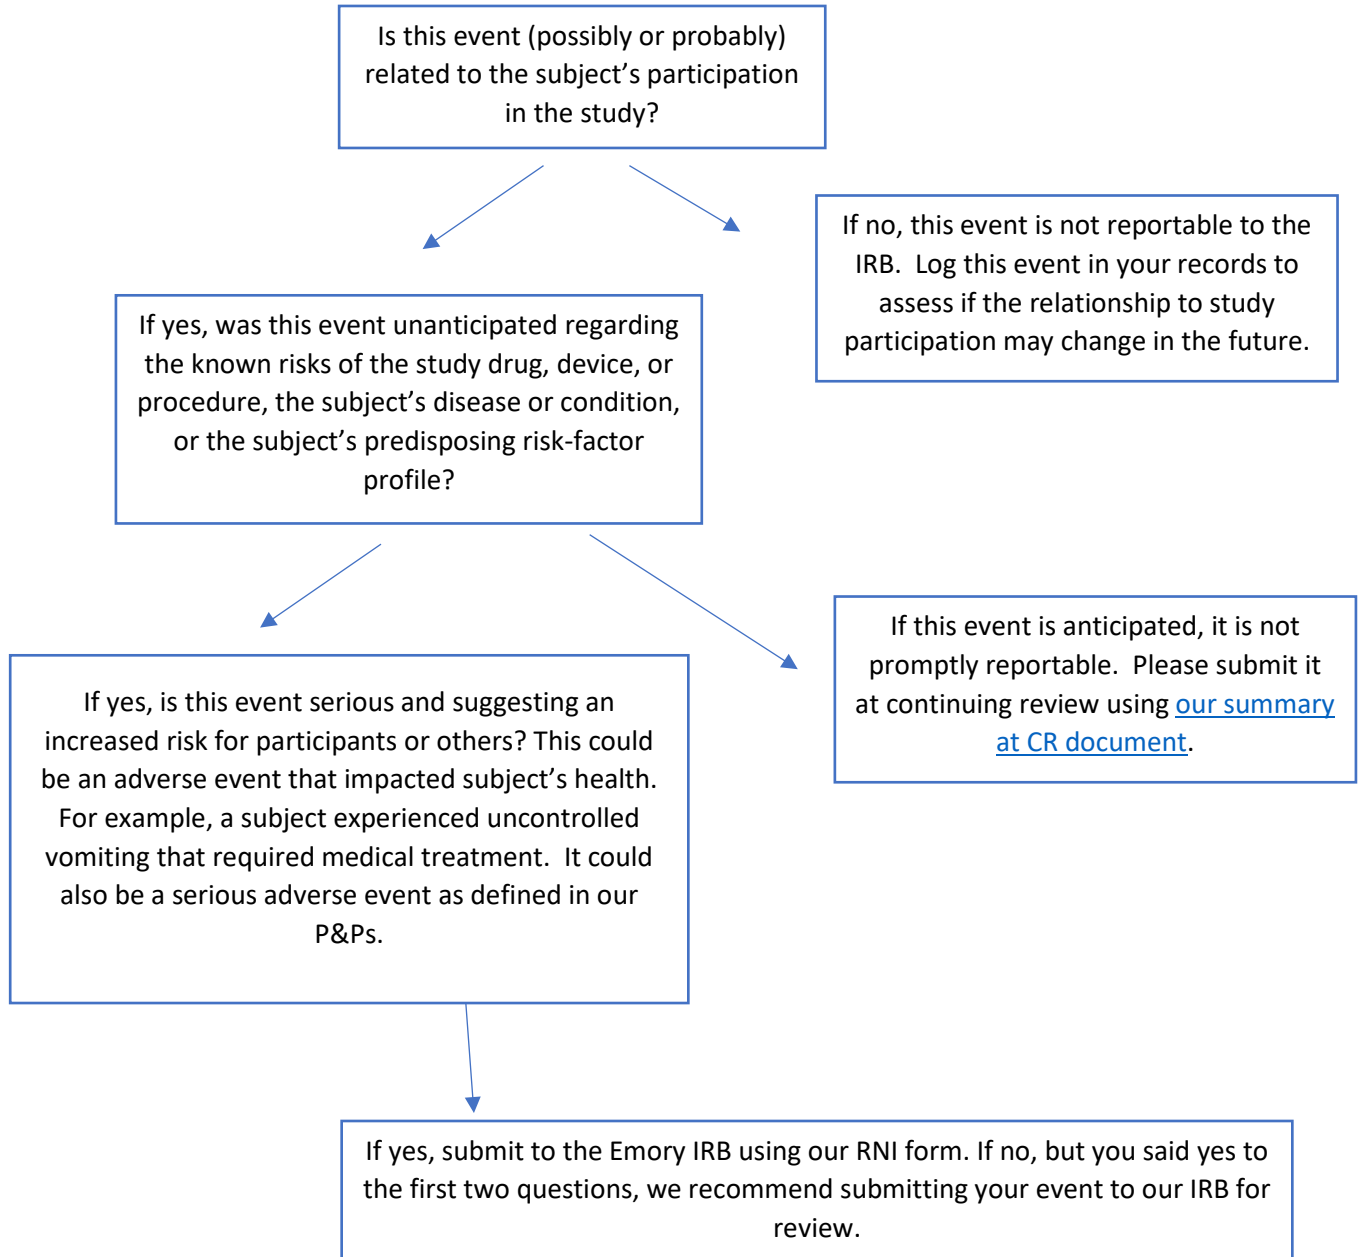 Is this event (possibly or probably)
related to the subject’s participation
in the study?
If no, this event is not reportable to the
IRB.  Log this event in your records to
assess if the relationship to study
participation may change in the future.
If yes, was this event unanticipated regarding
the known risks of the study drug, device, or
procedure, the subject’s disease or condition,
or the subject’s predisposing risk-factor
profile?
If this event is anticipated, it is not
promptly reportable.  Please submit it
at continuing review using our summary
at CR document.
If yes, is this event serious and suggesting an
increased risk for participants or others? This could
be an adverse event that impacted subject’s health.
For example, a subject experienced uncontrolled
vomiting that required medical treatment.  It could
also be a serious adverse event as defined in our
P&Ps.
If yes, submit to the Emory IRB using our RNI form. If no, but you said yes to
the first two questions, we recommend submitting your event to our IRB for
review.